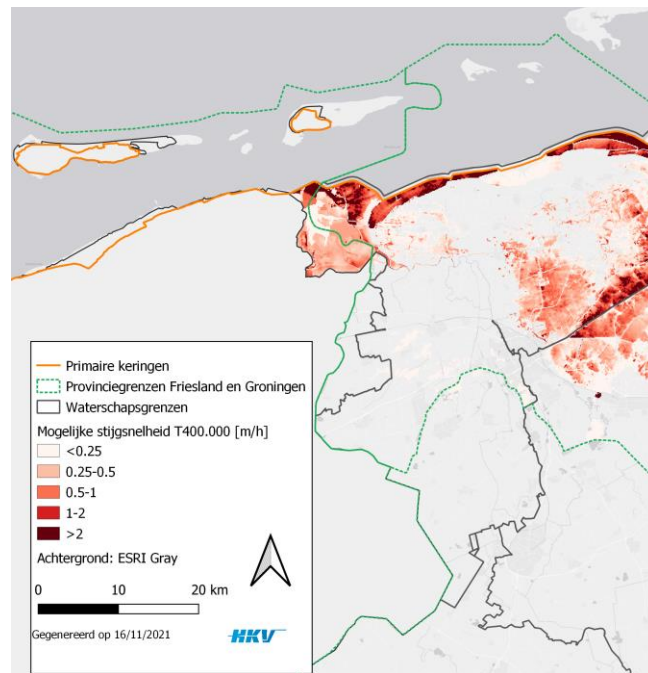 Primaire keringen
Provinciegrenzen Friesland en Groningen
Waterschapsgrenzen
Mogelijke stijgsnelheid T400.000 [m/h]
<0.25
0.25-0.5
0.5-1
1-2
>2
Achtergrond: ESRI Gray
0 10 20 km
Gegenereerd op 16/11/2021
HKV